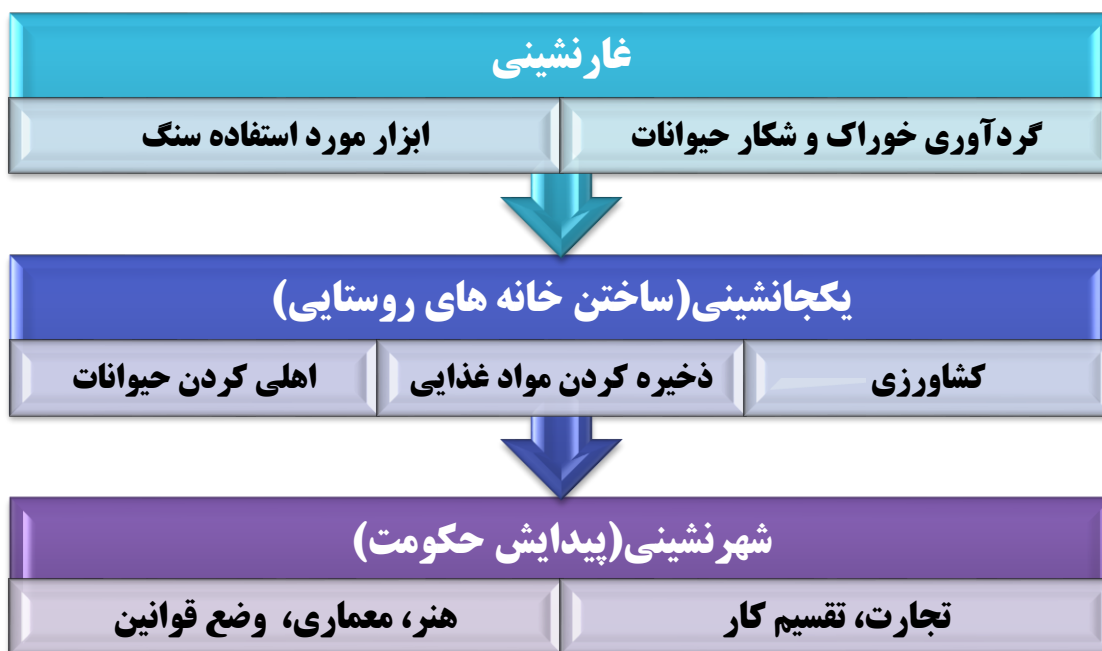 غارنشینی
گردآوری خوراک و شکار حیوانات
ابزار مورد استفاده سنگ
یکجانشینی(ساختن خانه های روستایی)
کشاورزی
ذخیره کردن مواد غذایی
اهلی کردن حیوانات
شهرنشینی(پیدایش حکومت)
تجارت، تقسیم کار
هنر، معماری، وضع قوانین